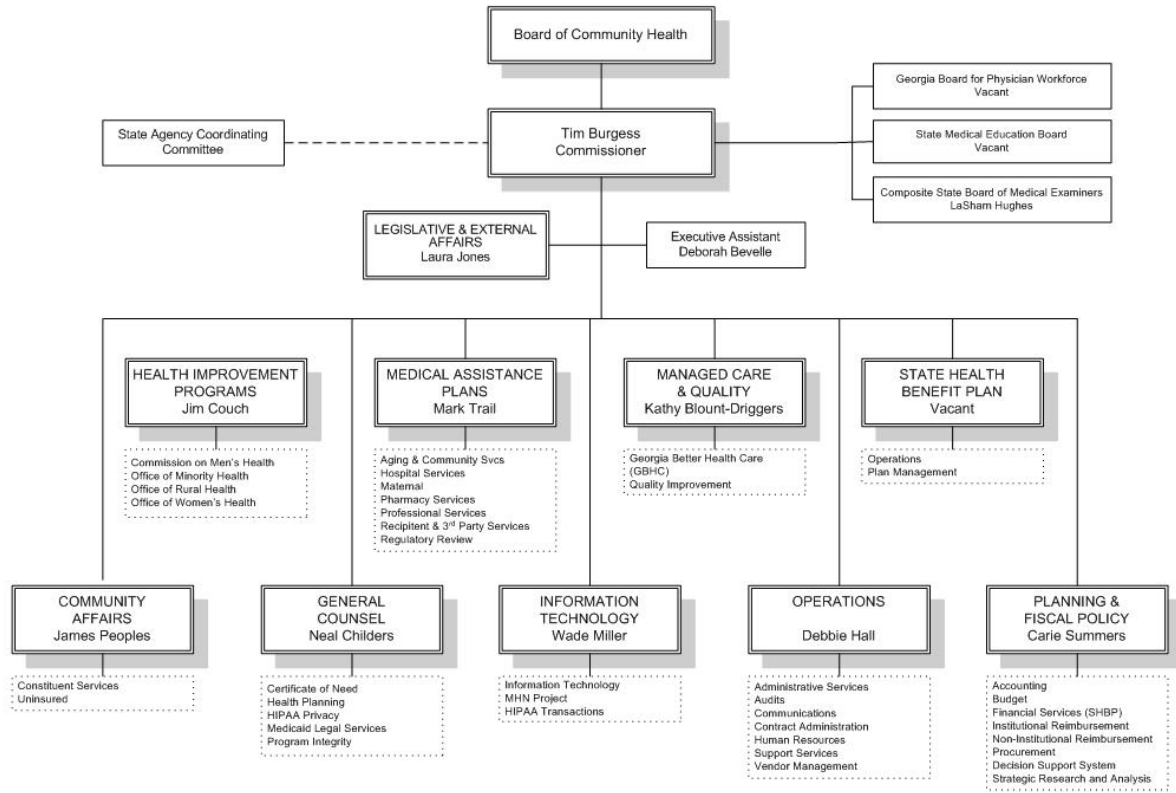 Board of Community Health
Georgia Board for Physician Workforce
Vacant
State Agency Coordinating
Committee
Tim Burgess
Commissioner
State Medical Education Board
Vacant
Composite State Board of Medical Examiners
LaSham Hughes
LEGISLATIVE & EXTERNAL
AFFAIRS
Laura Jones
Executive Assistant
Deborah Bevelle
HEALTH IMPROVEMENT
PROGRAMS
Jim Couch
Commission on Men's Health
Office of Minority Health
Office of Rural Health
Office of Women's Health
MEDICAL ASSISTANCE
PLANS
Mark Trail
Aging & Community Svcs
Hospital Services
Maternal
Pharmacy Services
Professional Services
Recipitent & 3rd Party Services
Regulatory Review
MANAGED CARE
& QUALITY
Kathy Blount-Driggers
Georgia Better Health Care
(GBHC)
Quality Improvement
STATE HEALTH
BENEFIT PLAN
Vacant
Operations
Plan Management
COMMUNITY
AFFAIRS
James Peoples
Constituent Services
Uninsured
GENERAL
COUNSEL
Neal Childers
Certificate of Need
Health Planning
HIPAA Privacy
Medicaid Legal Services
Program Integrity
INFORMATION
TECHNOLOGY
Wade Miller
Information Technology
MHN Project
HIPAA Transactions
OPERATIONS
Debbie Hall
Administrative Services
Audits
Communications
Contract Administration
Human Resources
Support Services
Vendor Management
PLANNING &
FISCAL POLICY
Carie Summers
Accounting
Budget
Financial Services (SHBP)
Institutional Reimbursement
Non-Institutional Reimbursement
Procurement
Decision Support System
Strategic Research and Analysis